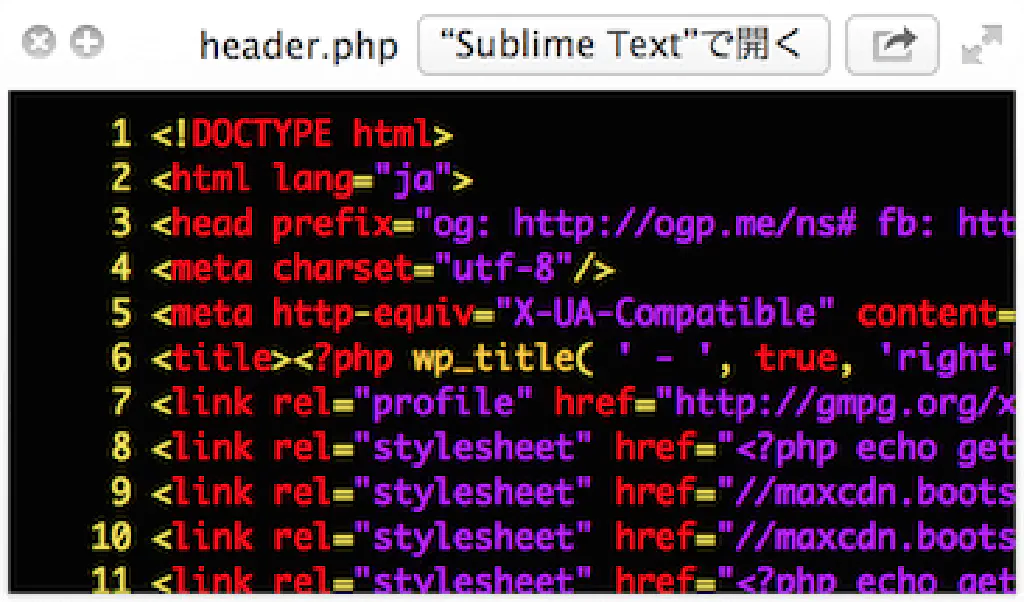 header.php “Sublime Text”で開く
1 <!DOCTYPE html>
2 <html lang="ja">
3 <head prefix="og: http://ogp.me/ns# fb: htt
4 <meta charset="utf-8"/>
5 <meta http-equiv="X-UA-Compatible" content=
6 <title><?php wp_title( ' - ', true, 'right'
7 <link rel="profile" href="http://gmpg.org/x
8 <link rel="stylesheet" href="<?php echo get
9 <link rel="stylesheet" href="//maxcdn.boots
10 <link rel="stylesheet" href="//maxcdn.boots
11 <link rel="stylesheet" href="<?php echo get